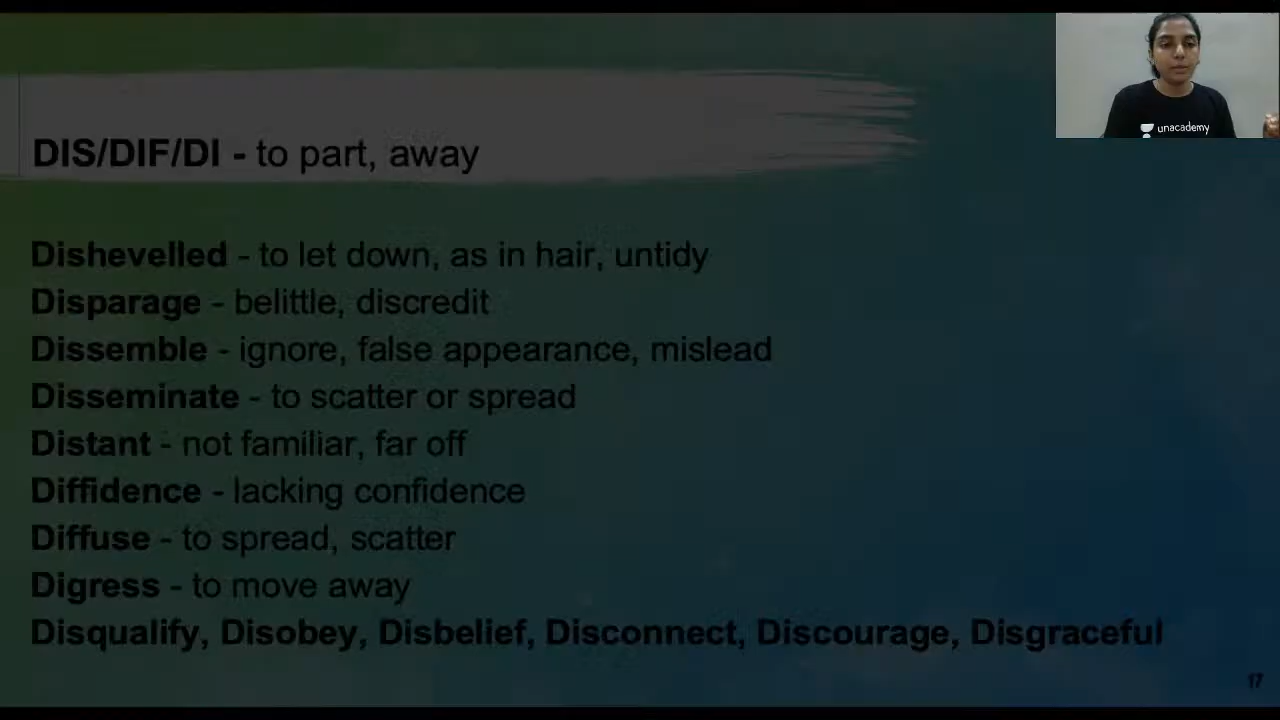 DIS/DIF/DI - to part, away
unacademy
Dishevelled - to let down, as in hair, untidy
Disparage - belittle, discredit
Dissemble - ignore, false appearance, mislead
Disseminate - to scatter or spread
Distant - not familiar, far off
Diffidence - lacking confidence
Diffuse - to spread, scatter
Digress - to move away
Disqualify, Disobey, Disbelief, Disconnect, Discourage, Disgraceful
17